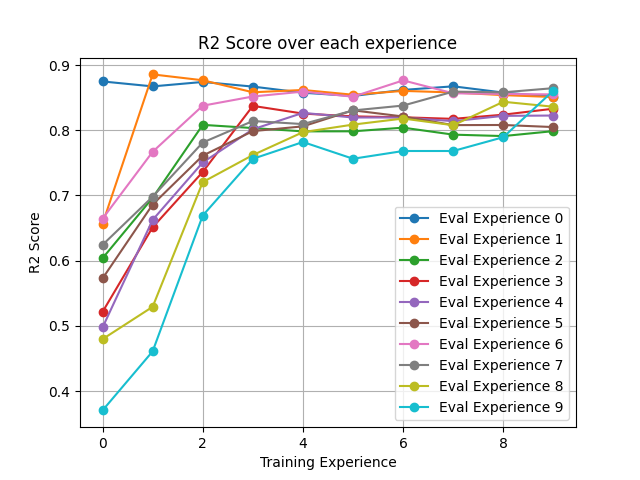 R2 Score over each experience
R2 Score
0.9
0.8
0.7
0.6
0.5
0.4
0
2
4
6
8
Training Experience
Eval Experience 0
Eval Experience 1
Eval Experience 2
Eval Experience 3
Eval Experience 4
Eval Experience 5
Eval Experience 6
Eval Experience 7
Eval Experience 8
Eval Experience 9